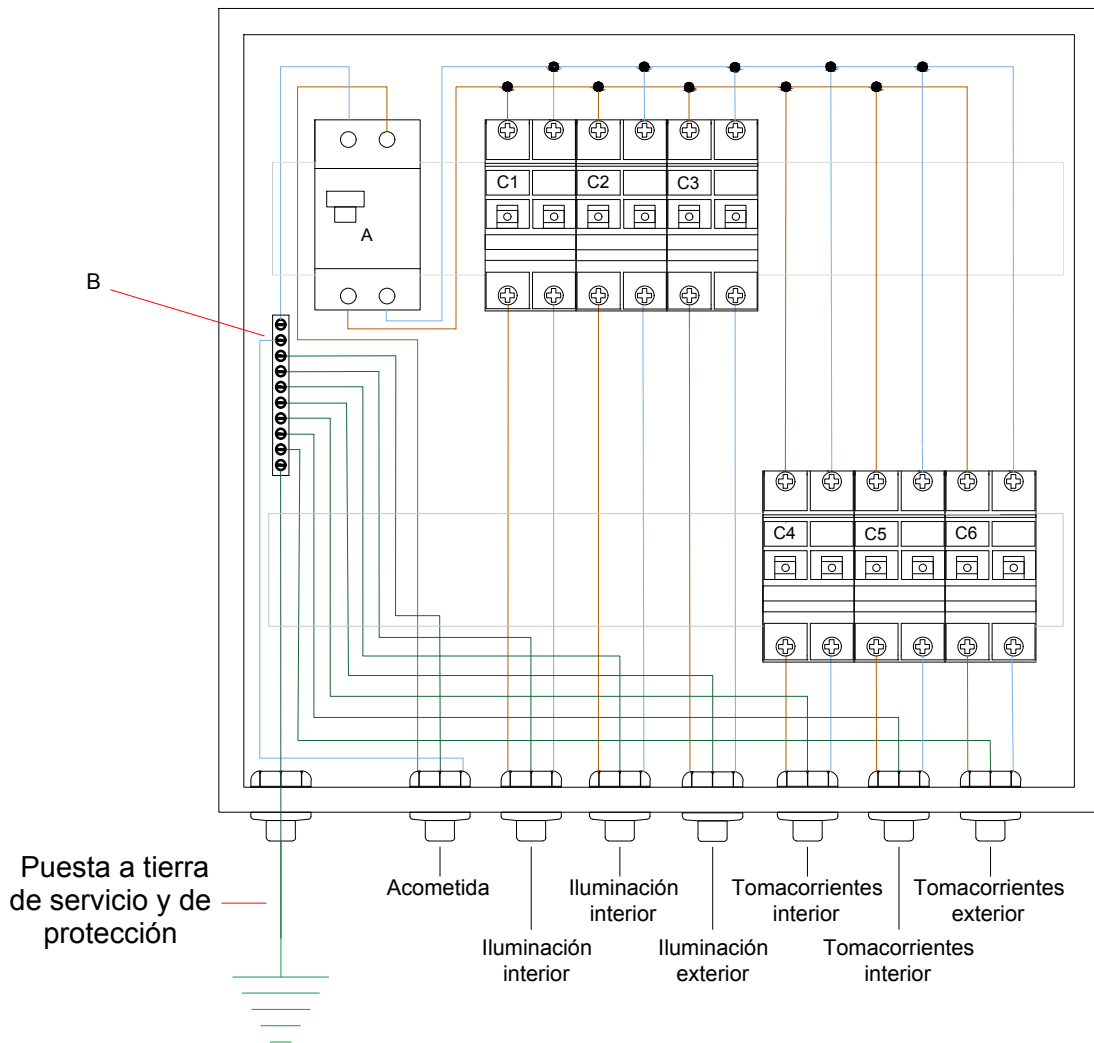 C1
C2
C3
A
B
C4
C5
C6
Puesta a tierra
de servicio y de
protección
Acometida
Iluminación
interior
Iluminación
interior
Iluminación
exterior
Tomacorrientes
interior
Tomacorrientes
interior
Tomacorrientes
exterior